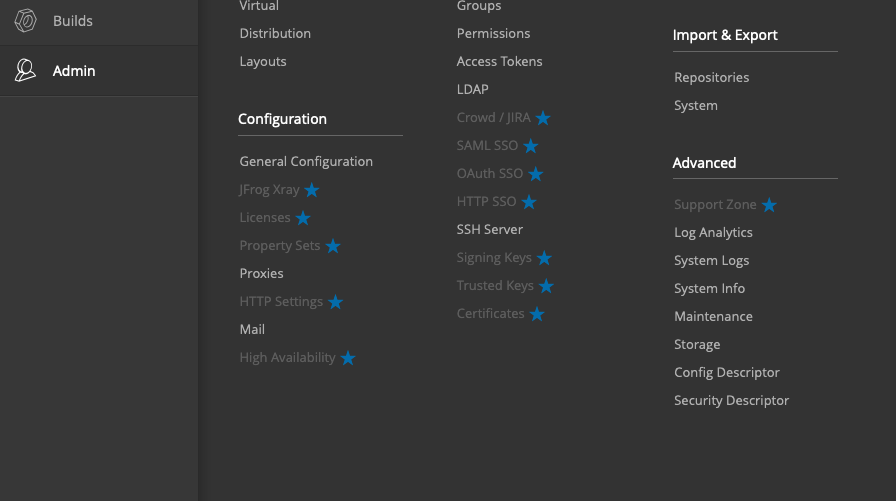 Builds
Admin
Virtual
Distribution
Layouts
Configuration
General Configuration
JFrog Xray
Licenses
Property Sets
Proxies
HTTP Settings
Mail
High Availability
Groups
Permissions
Access Tokens
LDAP
Crowd / JIRA
SAML SSO
OAuth SSO
HTTP SSO
SSH Server
Signing Keys
Trusted Keys
Certificates
Import & Export
Repositories
System
Advanced
Support Zone
Log Analytics
System Logs
System Info
Maintenance
Storage
Config Descriptor
Security Descriptor